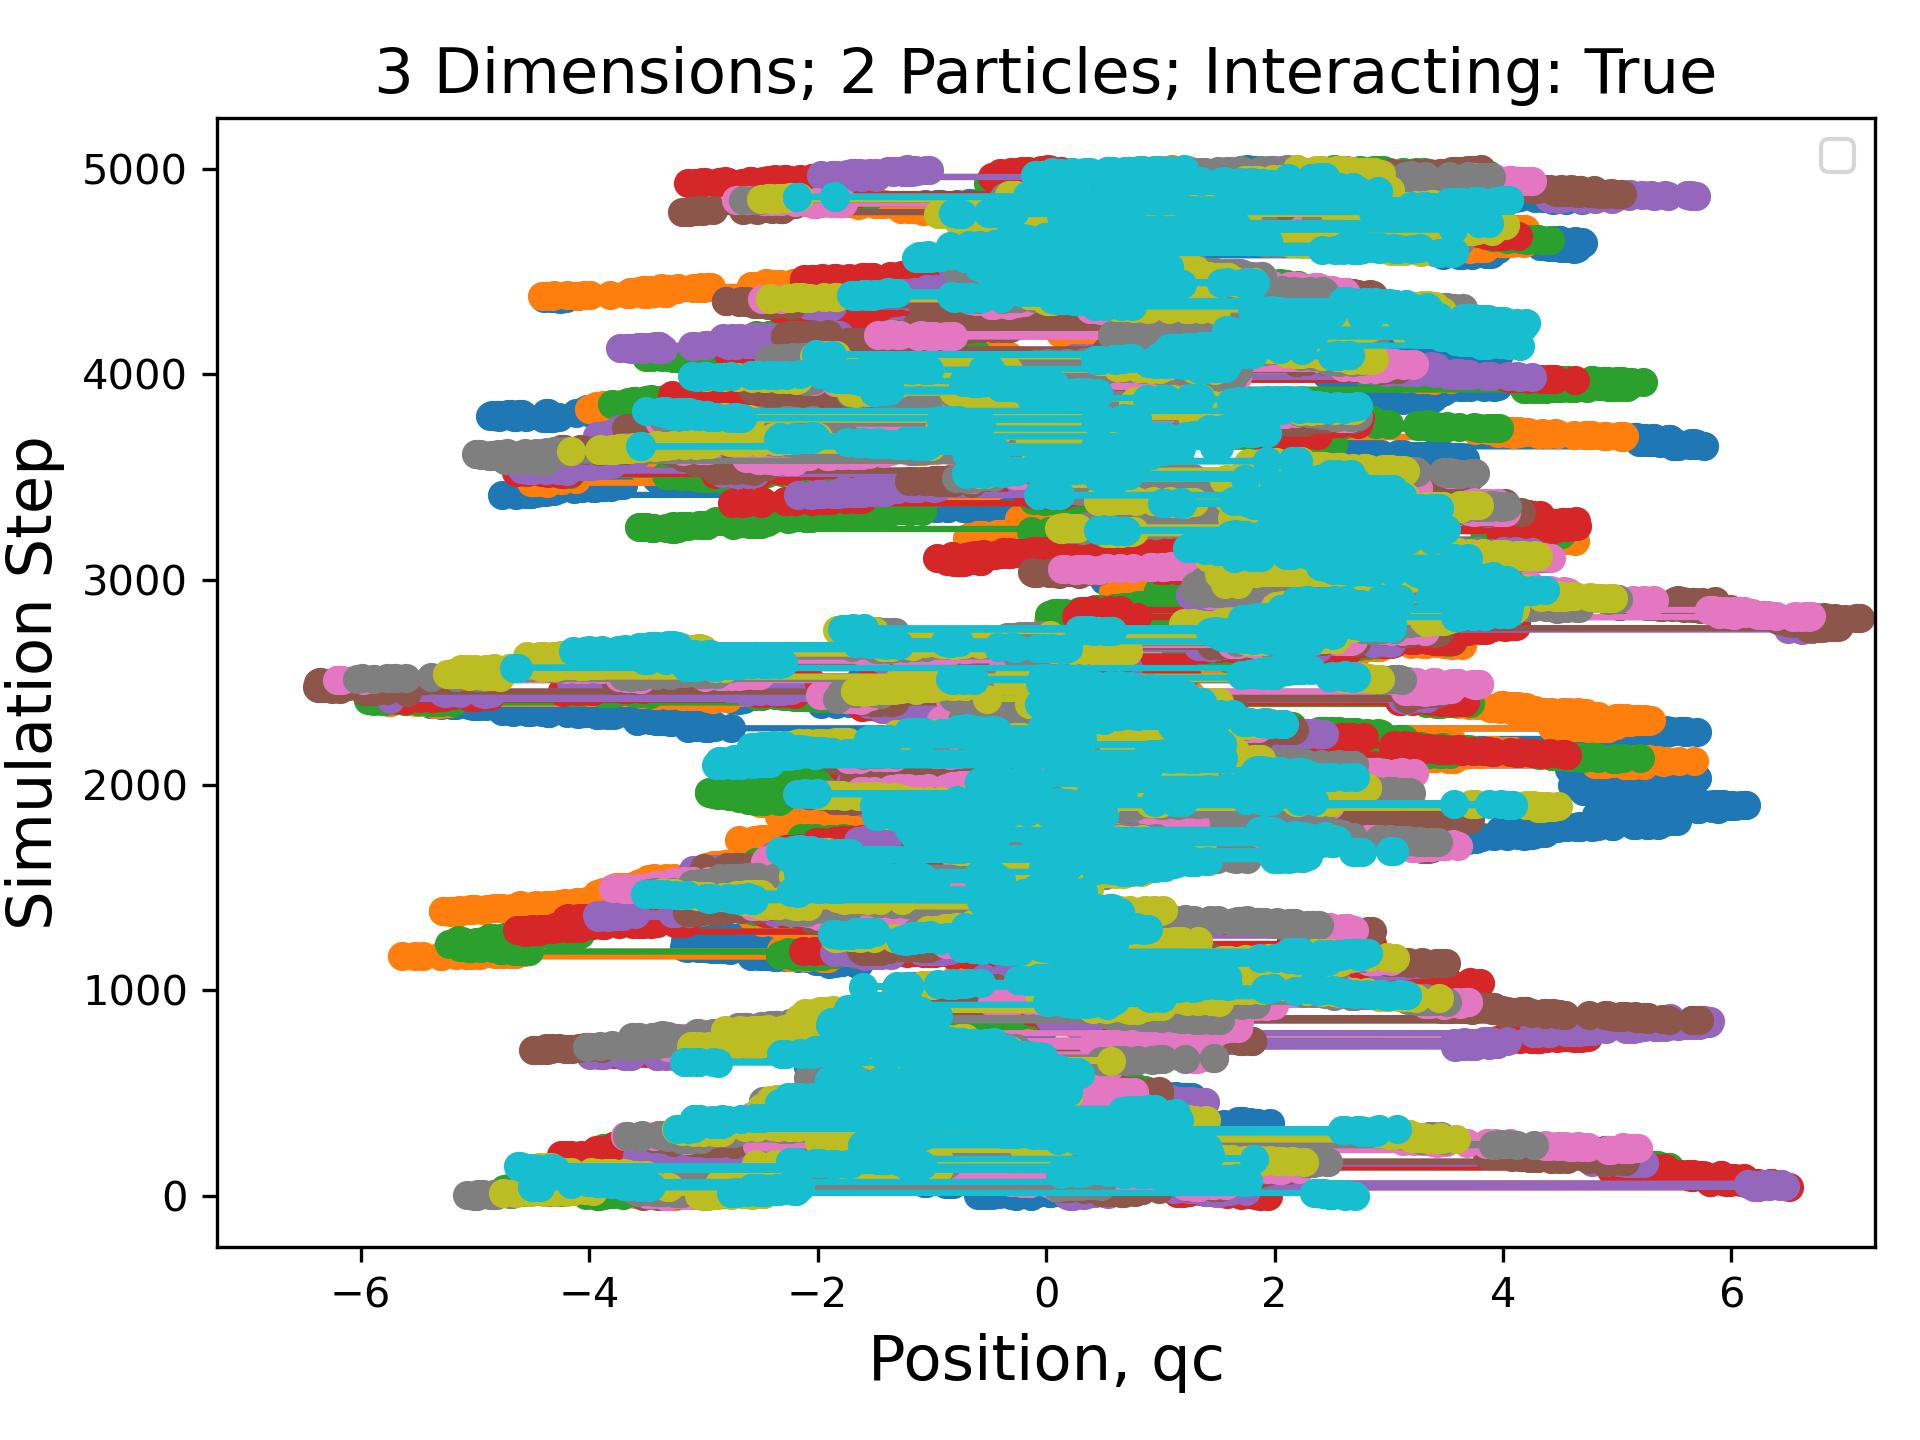 3 Dimensions; 2 Particles; Interacting: True
Simulation Step
5000
4000
3000
2000
1000
0
−6 −4 −2 0 2 4 6
Position, qc